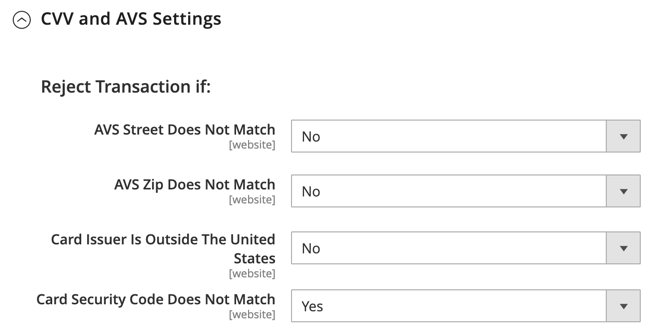 CVV and AVS Settings
Reject Transaction if:
AVS Street Does Not Match
[website]
No
AVS Zip Does Not Match
[website]
No
Card Issuer Is Outside The United
States
[website]
No
Card Security Code Does Not Match
[website]
Yes